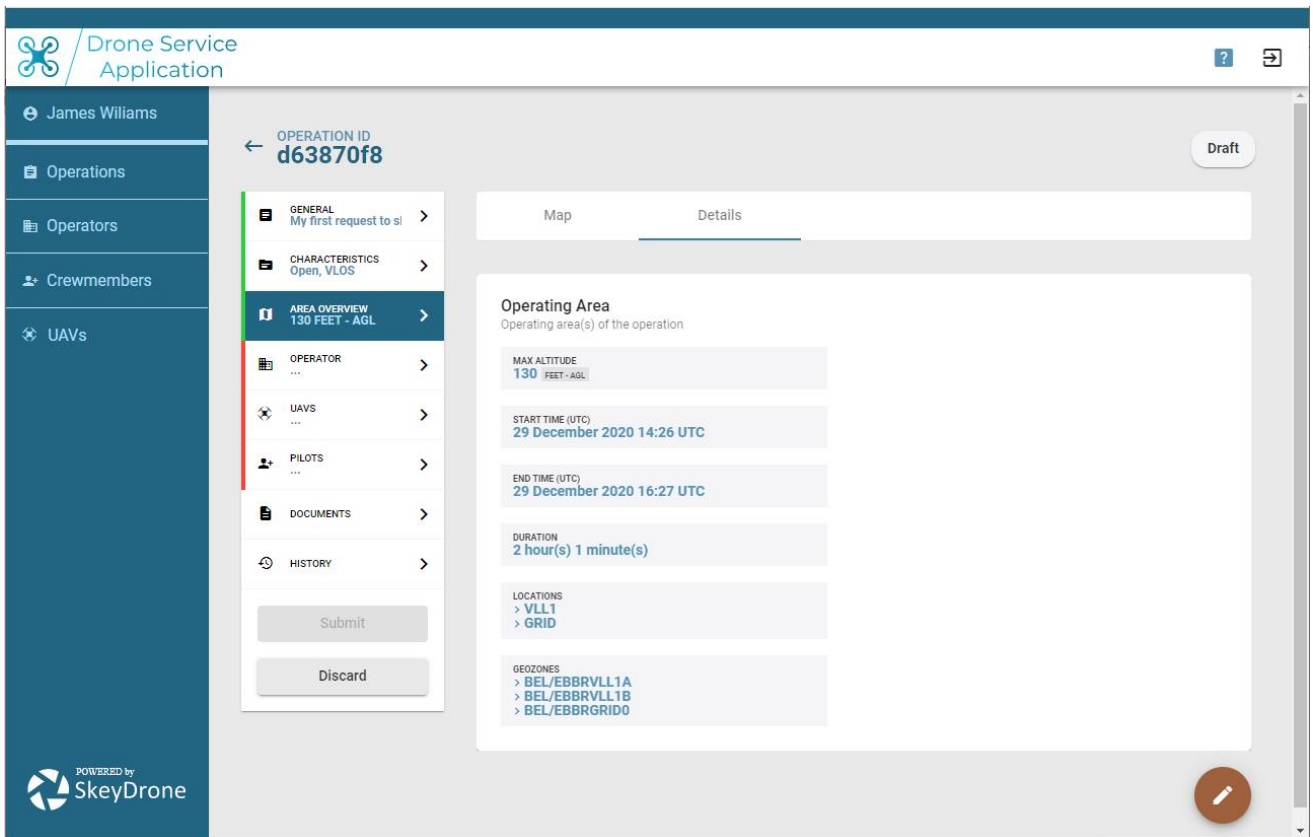 Drone Service
Application
?
James Wiliams
Operations
Operators
Crewmembers
UAVs
POWERED by
SkeyDrone
OPERATION ID
d63870f8
Draft
GENERAL
My first request to sl
CHARACTERISTICS
Open, VLOS
AREA OVERVIEW
130 FEET - AGL
OPERATOR
...
UAVS
...
PILOTS
...
DOCUMENTS
HISTORY
Submit
Discard
Map Details
Operating Area
Operating area(s) of the operation
MAX ALTITUDE
130 FEET - AGL
START TIME (UTC)
29 December 2020 14:26 UTC
END TIME (UTC)
29 December 2020 16:27 UTC
DURATION
2 hour(s) 1 minute(s)
LOCATIONS
> VLL1
> GRID
GEOZONES
> BEL/EBBRVLL1A
> BEL/EBBRVLL1B
> BEL/EBBRGRID0